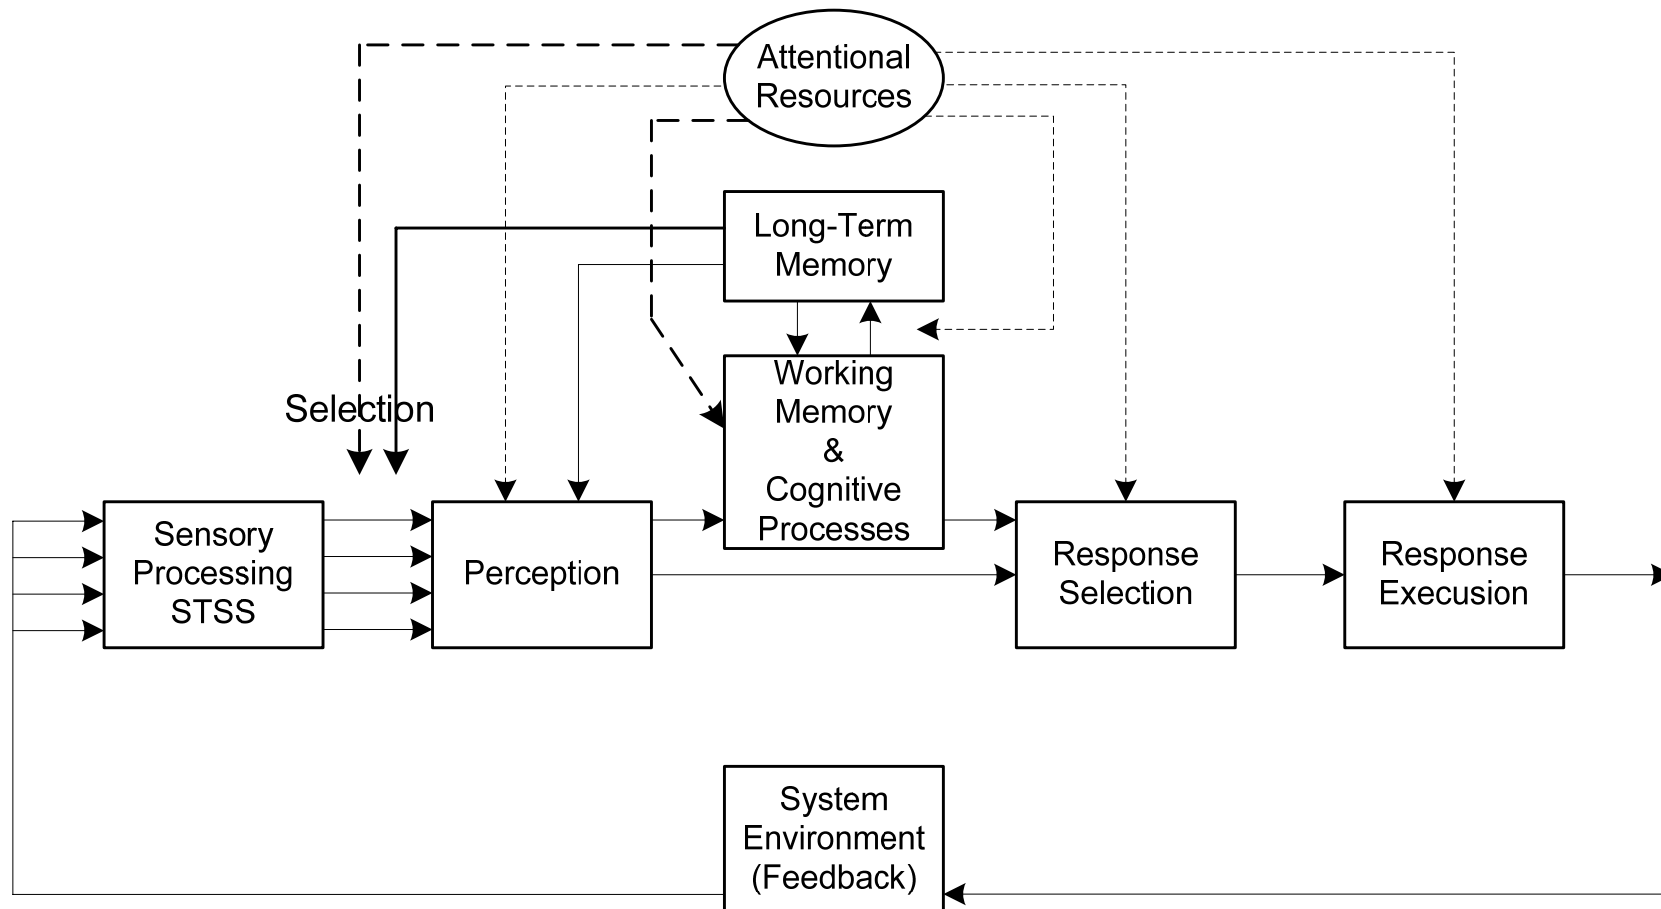 Attentional
Resources
Long-Term
Memory
Selection
Working
Memory
&
Cognitive
Processes
Sensory
Processing
STSS
Perception
Response
Selection
Response
Execusion
System
Environment
(Feedback)